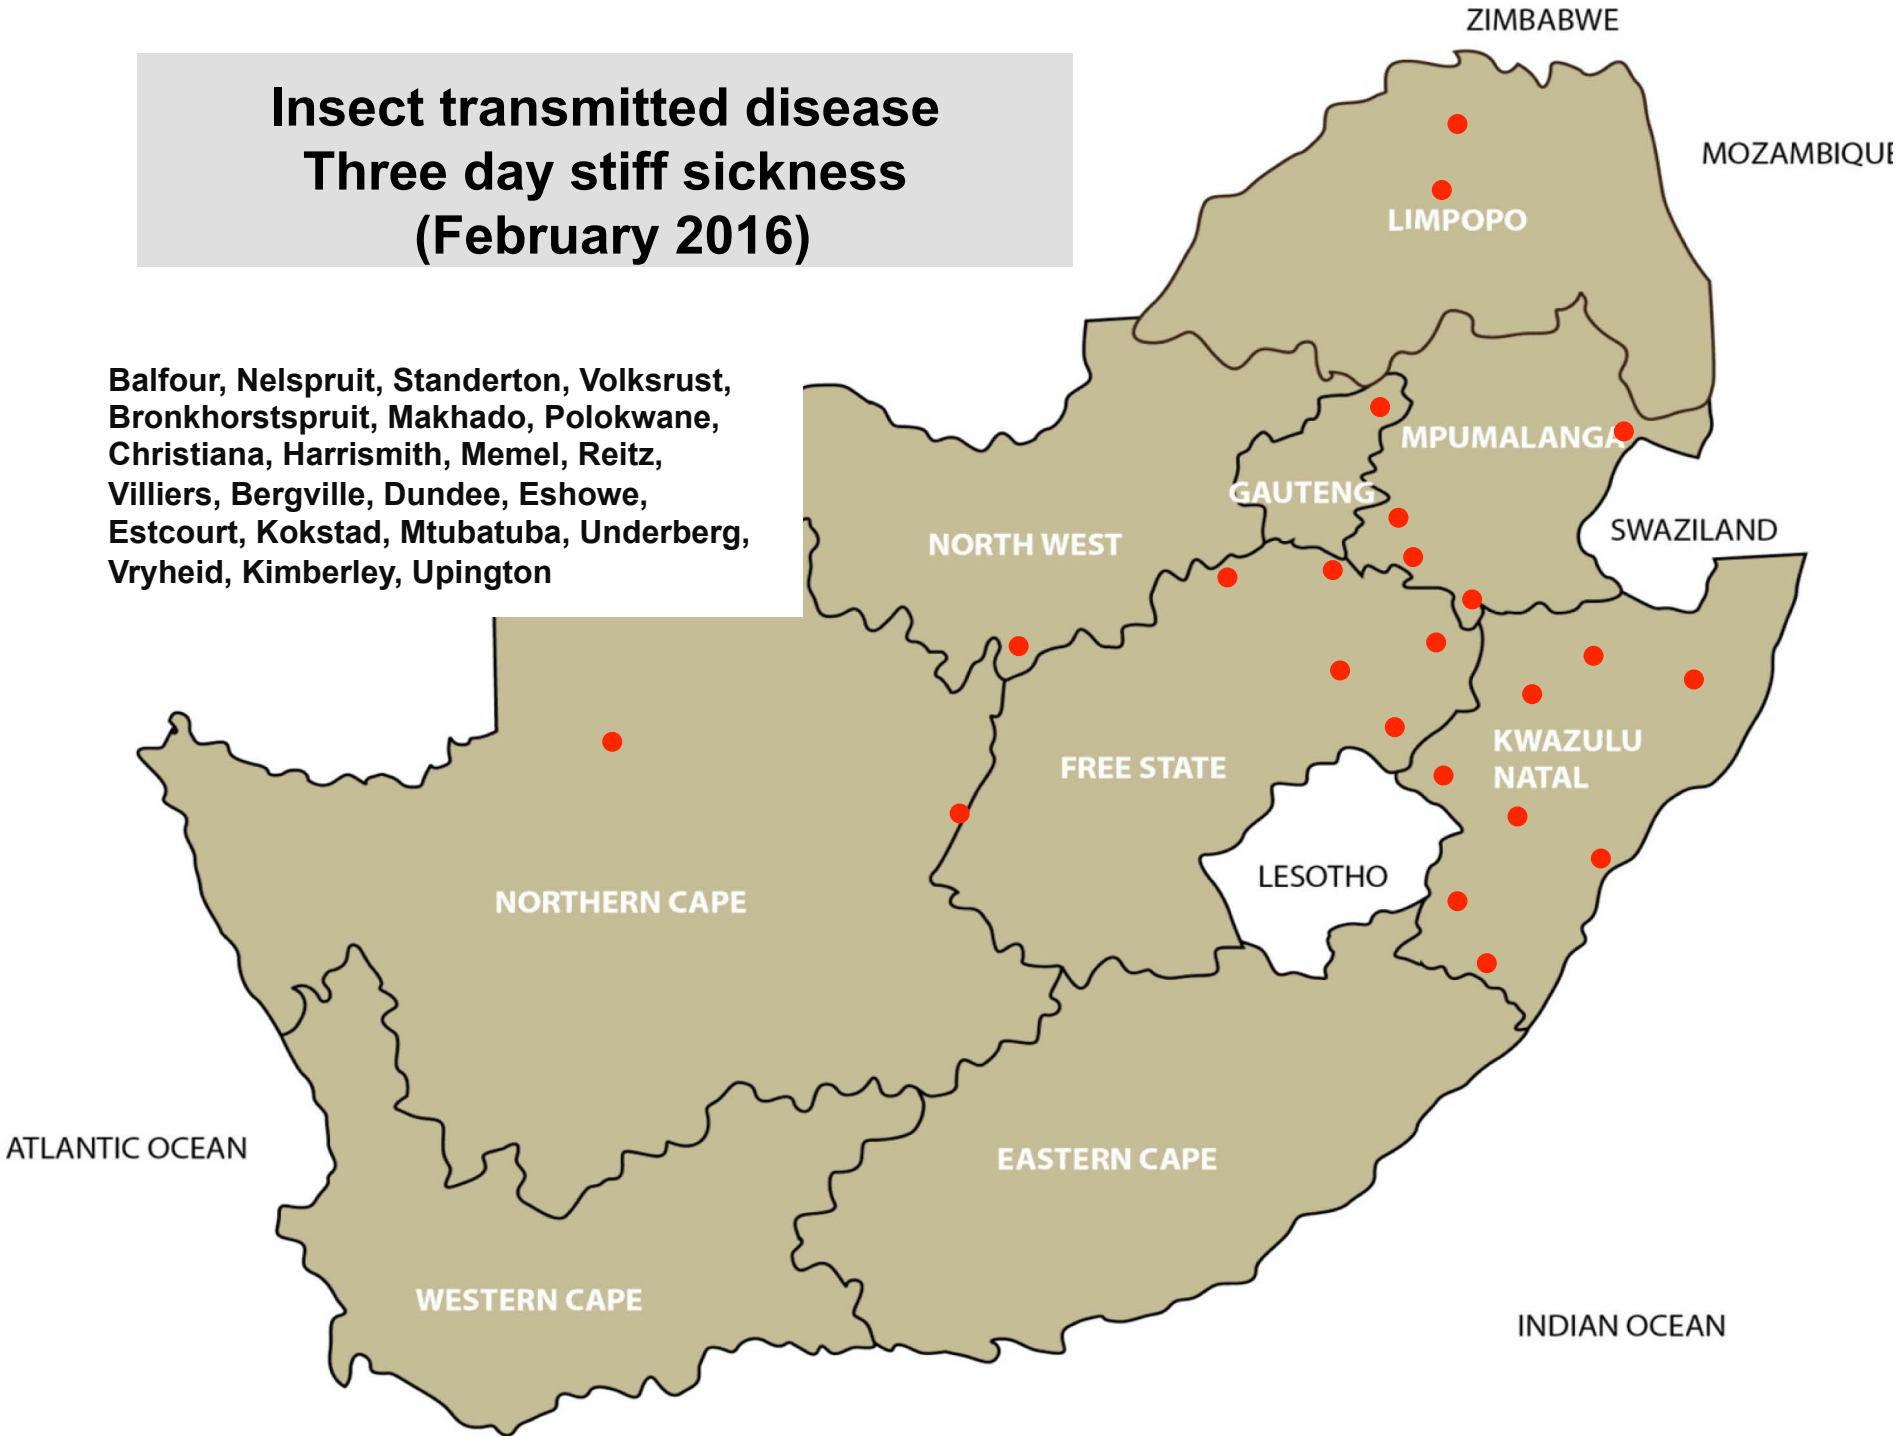 ZIMBABWE
Insect transmitted disease
Three day stiff sickness
(February 2016)
MOZAMBIQUE
LIMPOPO
Balfour, Nelspruit, Standerton, Volksrust,
Bronkhorstspruit, Makhado, Polokwane,
Christiana, Harrismith, Memel, Reitz,
Villiers, Bergville, Dundee, Eshowe,
Estcourt, Kokstad, Mtubatuba, Underberg,
Vryheid, Kimberley, Upington
MPUMALANGA
GAUTENG
NORTH WEST
SWAZILAND
KWAZULU
NATAL
FREE STATE
LESOTHO
NORTHERN CAPE
ATLANTIC OCEAN
EASTERN CAPE
WESTERN CAPE
INDIAN OCEAN